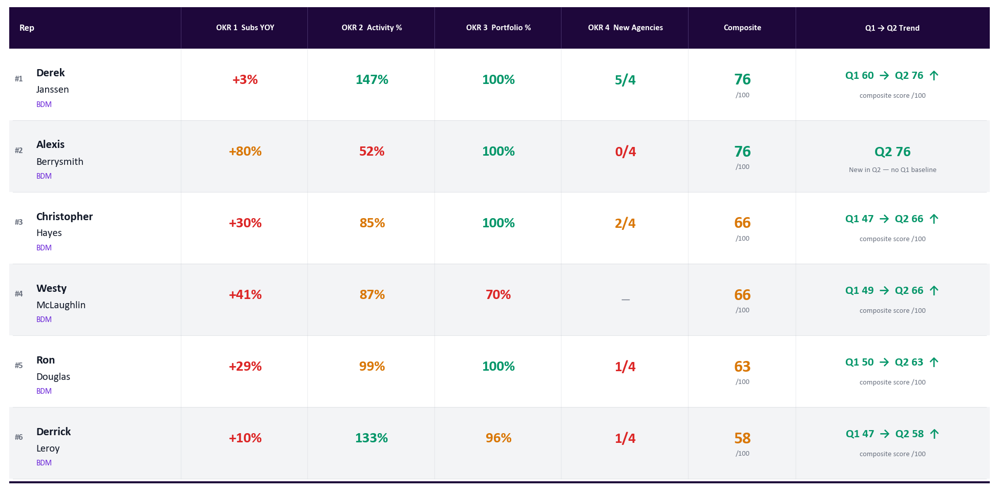 Rep OKR 1 Subs YOY OKR 2 Activity % OKR 3 Portfolio % OKR 4 New Agencies Composite Q1 → Q2 Trend
#1 Derek +3% 147% 100% 5/4 76 Q1 60 → Q2 76 ↑
Janssen /100 composite score /100
BDM
#2 Alexis +80% 52% 100% 0/4 76 Q2 76
Berrysmith /100 New in Q2 — no Q1 baseline
BDM
#3 Christopher +30% 85% 100% 2/4 66 Q1 47 → Q2 66 ↑
Hayes /100 composite score /100
BDM
#4 Westy +41% 87% 70% — 66 Q1 49 → Q2 66 ↑
McLaughlin /100 composite score /100
BDM
#5 Ron +29% 99% 100% 1/4 63 Q1 50 → Q2 63 ↑
Douglas /100 composite score /100
BDM
#6 Derrick +10% 133% 96% 1/4 58 Q1 47 → Q2 58 ↑
Leroy /100 composite score /100
BDM